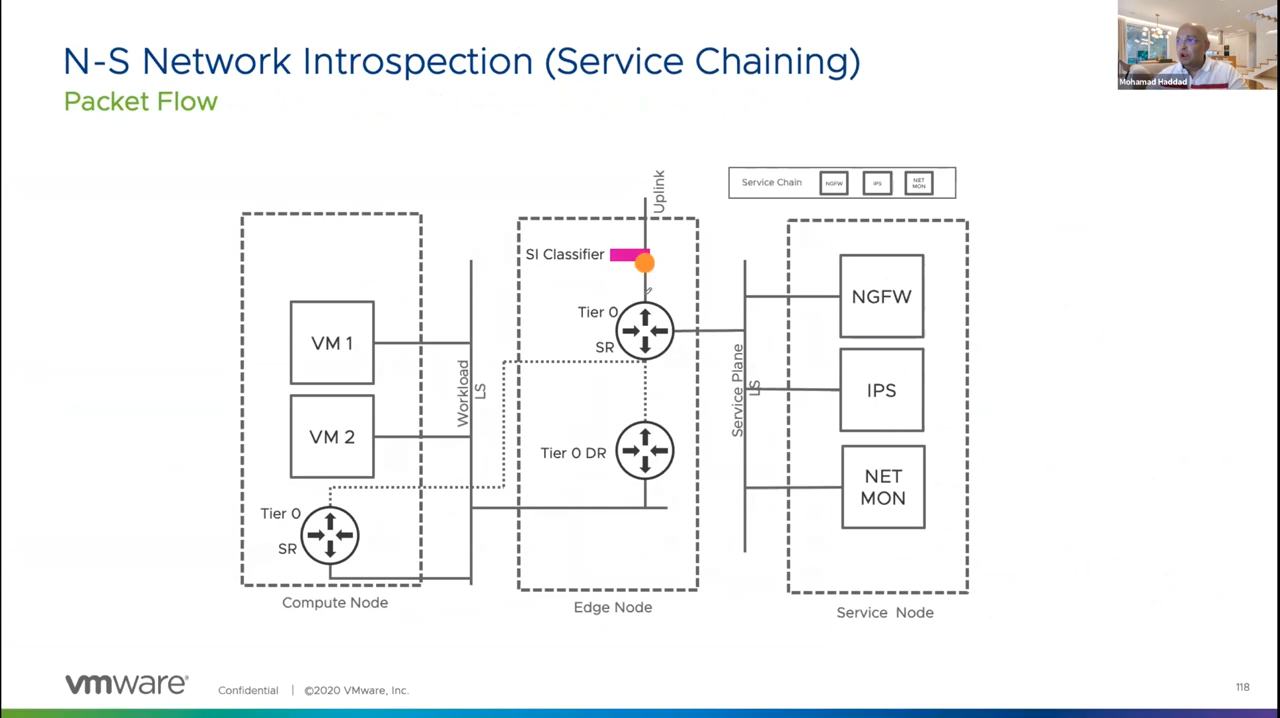 N-S Network Introspection (Service Chaining)
Packet Flow
Mohamad Haddad
Service Chain
NGFW
IPS
NET
MON
Uplink
SI Classifier
Tier 0
SR
Tier 0 DR
VM 1
VM 2
Workload
LS
Tier 0
SR
Service Plane
LS
NGFW
IPS
NET
MON
Compute Node
Edge Node
Service Node
vmware®
Confidential | ©2020 VMware, Inc.
118